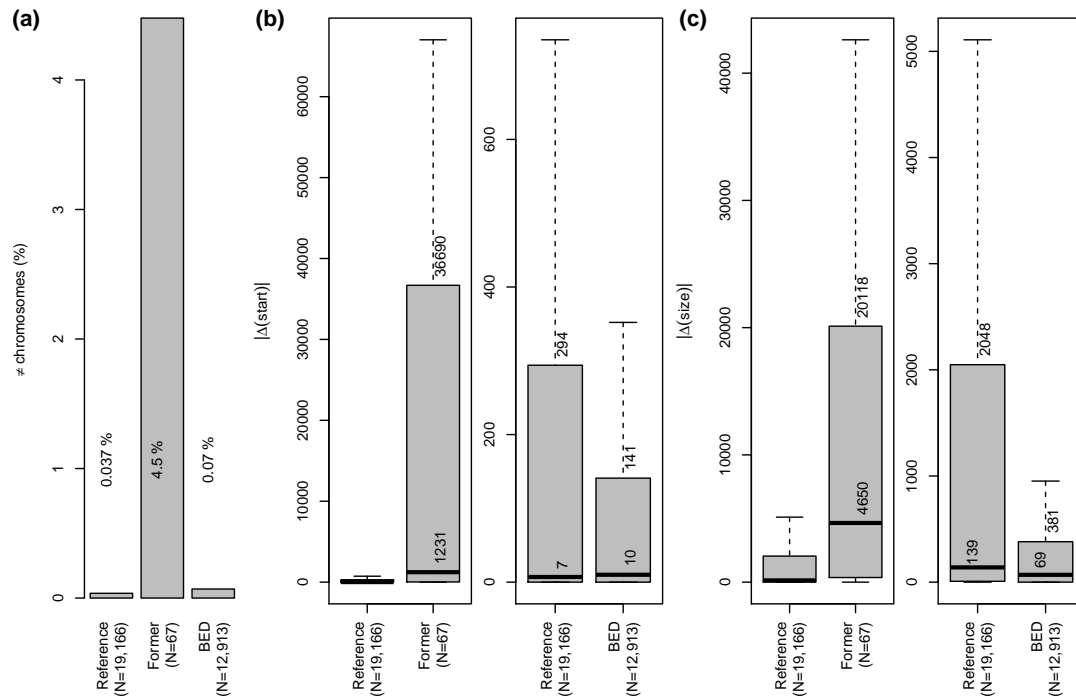 (a)
(b)
(c)
≠ chromosomes (%)
0
1
2
3
4
0.037 %
4.5 %
0.07 %
Reference
(N=19,166)
Former
(N=67)
BED
(N=12,913)
|Δ(start)|
0
10000
20000
30000
40000
50000
60000
1231
36690
Reference
(N=19,166)
Former
(N=67)
0
200
400
600
7
294
10
141
Reference
(N=19,166)
BED
(N=12,913)
|Δ(size)|
0
10000
20000
30000
40000
4650
20118
Reference
(N=19,166)
Former
(N=67)
0
1000
2000
3000
4000
5000
139
2048
69
381
Reference
(N=19,166)
BED
(N=12,913)